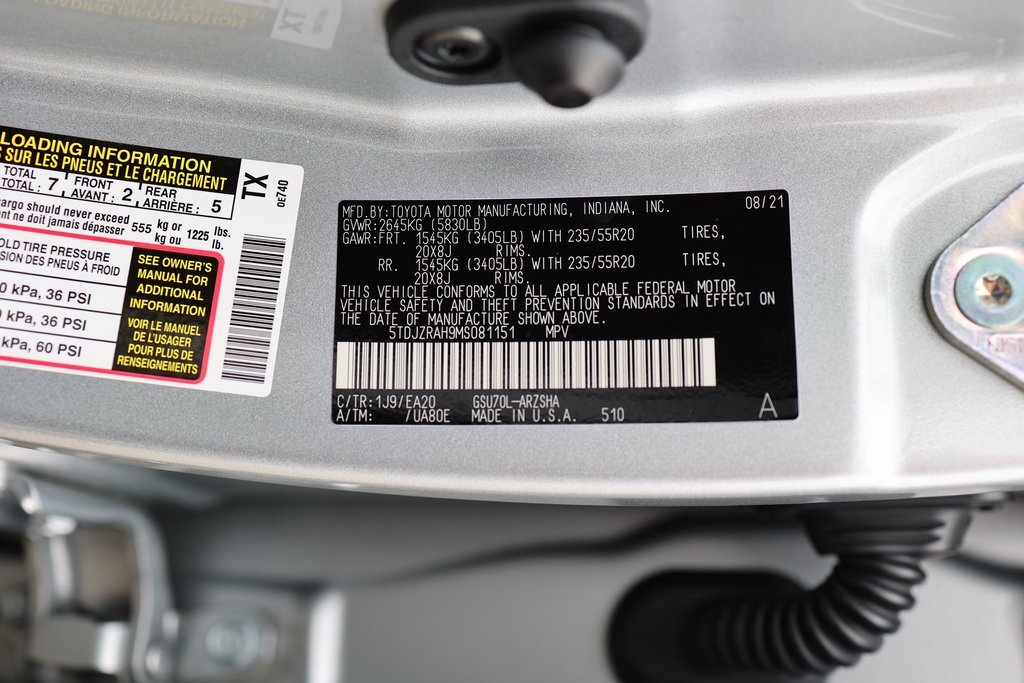 LOADING INFORMATION
S SUR LES PNEUS ET LE CHARGEMENT
TOTAL 7 FRONT 2 REAR 5
TOTAL : AVANT : ARRIÈRE :
cargo should never exceed 555 kg or 1225 lbs.
ne doit jamais dépasser kg ou lb.
OLD TIRE PRESSURE
SION DES PNEUS À FROID
0 kPa, 36 PSI
kPa, 36 PSI
kPa, 60 PSI
SEE OWNER'S
MANUAL FOR
ADDITIONAL
INFORMATION
VOIR LE MANUEL
DE L'USAGER
POUR PLUS DE
RENSEIGNEMENTS
TX
0E740
MFD.BY:TOYOTA MOTOR MANUFACTURING, INDIANA, INC. 08/21
GVWR:2645KG (5830LB)
GAWR:FRT. 1545KG (3405LB) WITH 235/55R20 TIRES,
20X8J RIMS.
RR. 1545KG (3405LB) WITH 235/55R20 TIRES,
20X8J RIMS.
THIS VEHICLE CONFORMS TO ALL APPLICABLE FEDERAL MOTOR
VEHICLE SAFETY AND THEFT PREVENTION STANDARDS IN EFFECT ON
THE DATE OF MANUFACTURE SHOWN ABOVE.
5TDJZRAH9MS081151 MPV
C/TR:1J9/EA20 GSU70L-ARZSHA
A/TM: /UA80E MADE IN U.S.A. 510
A